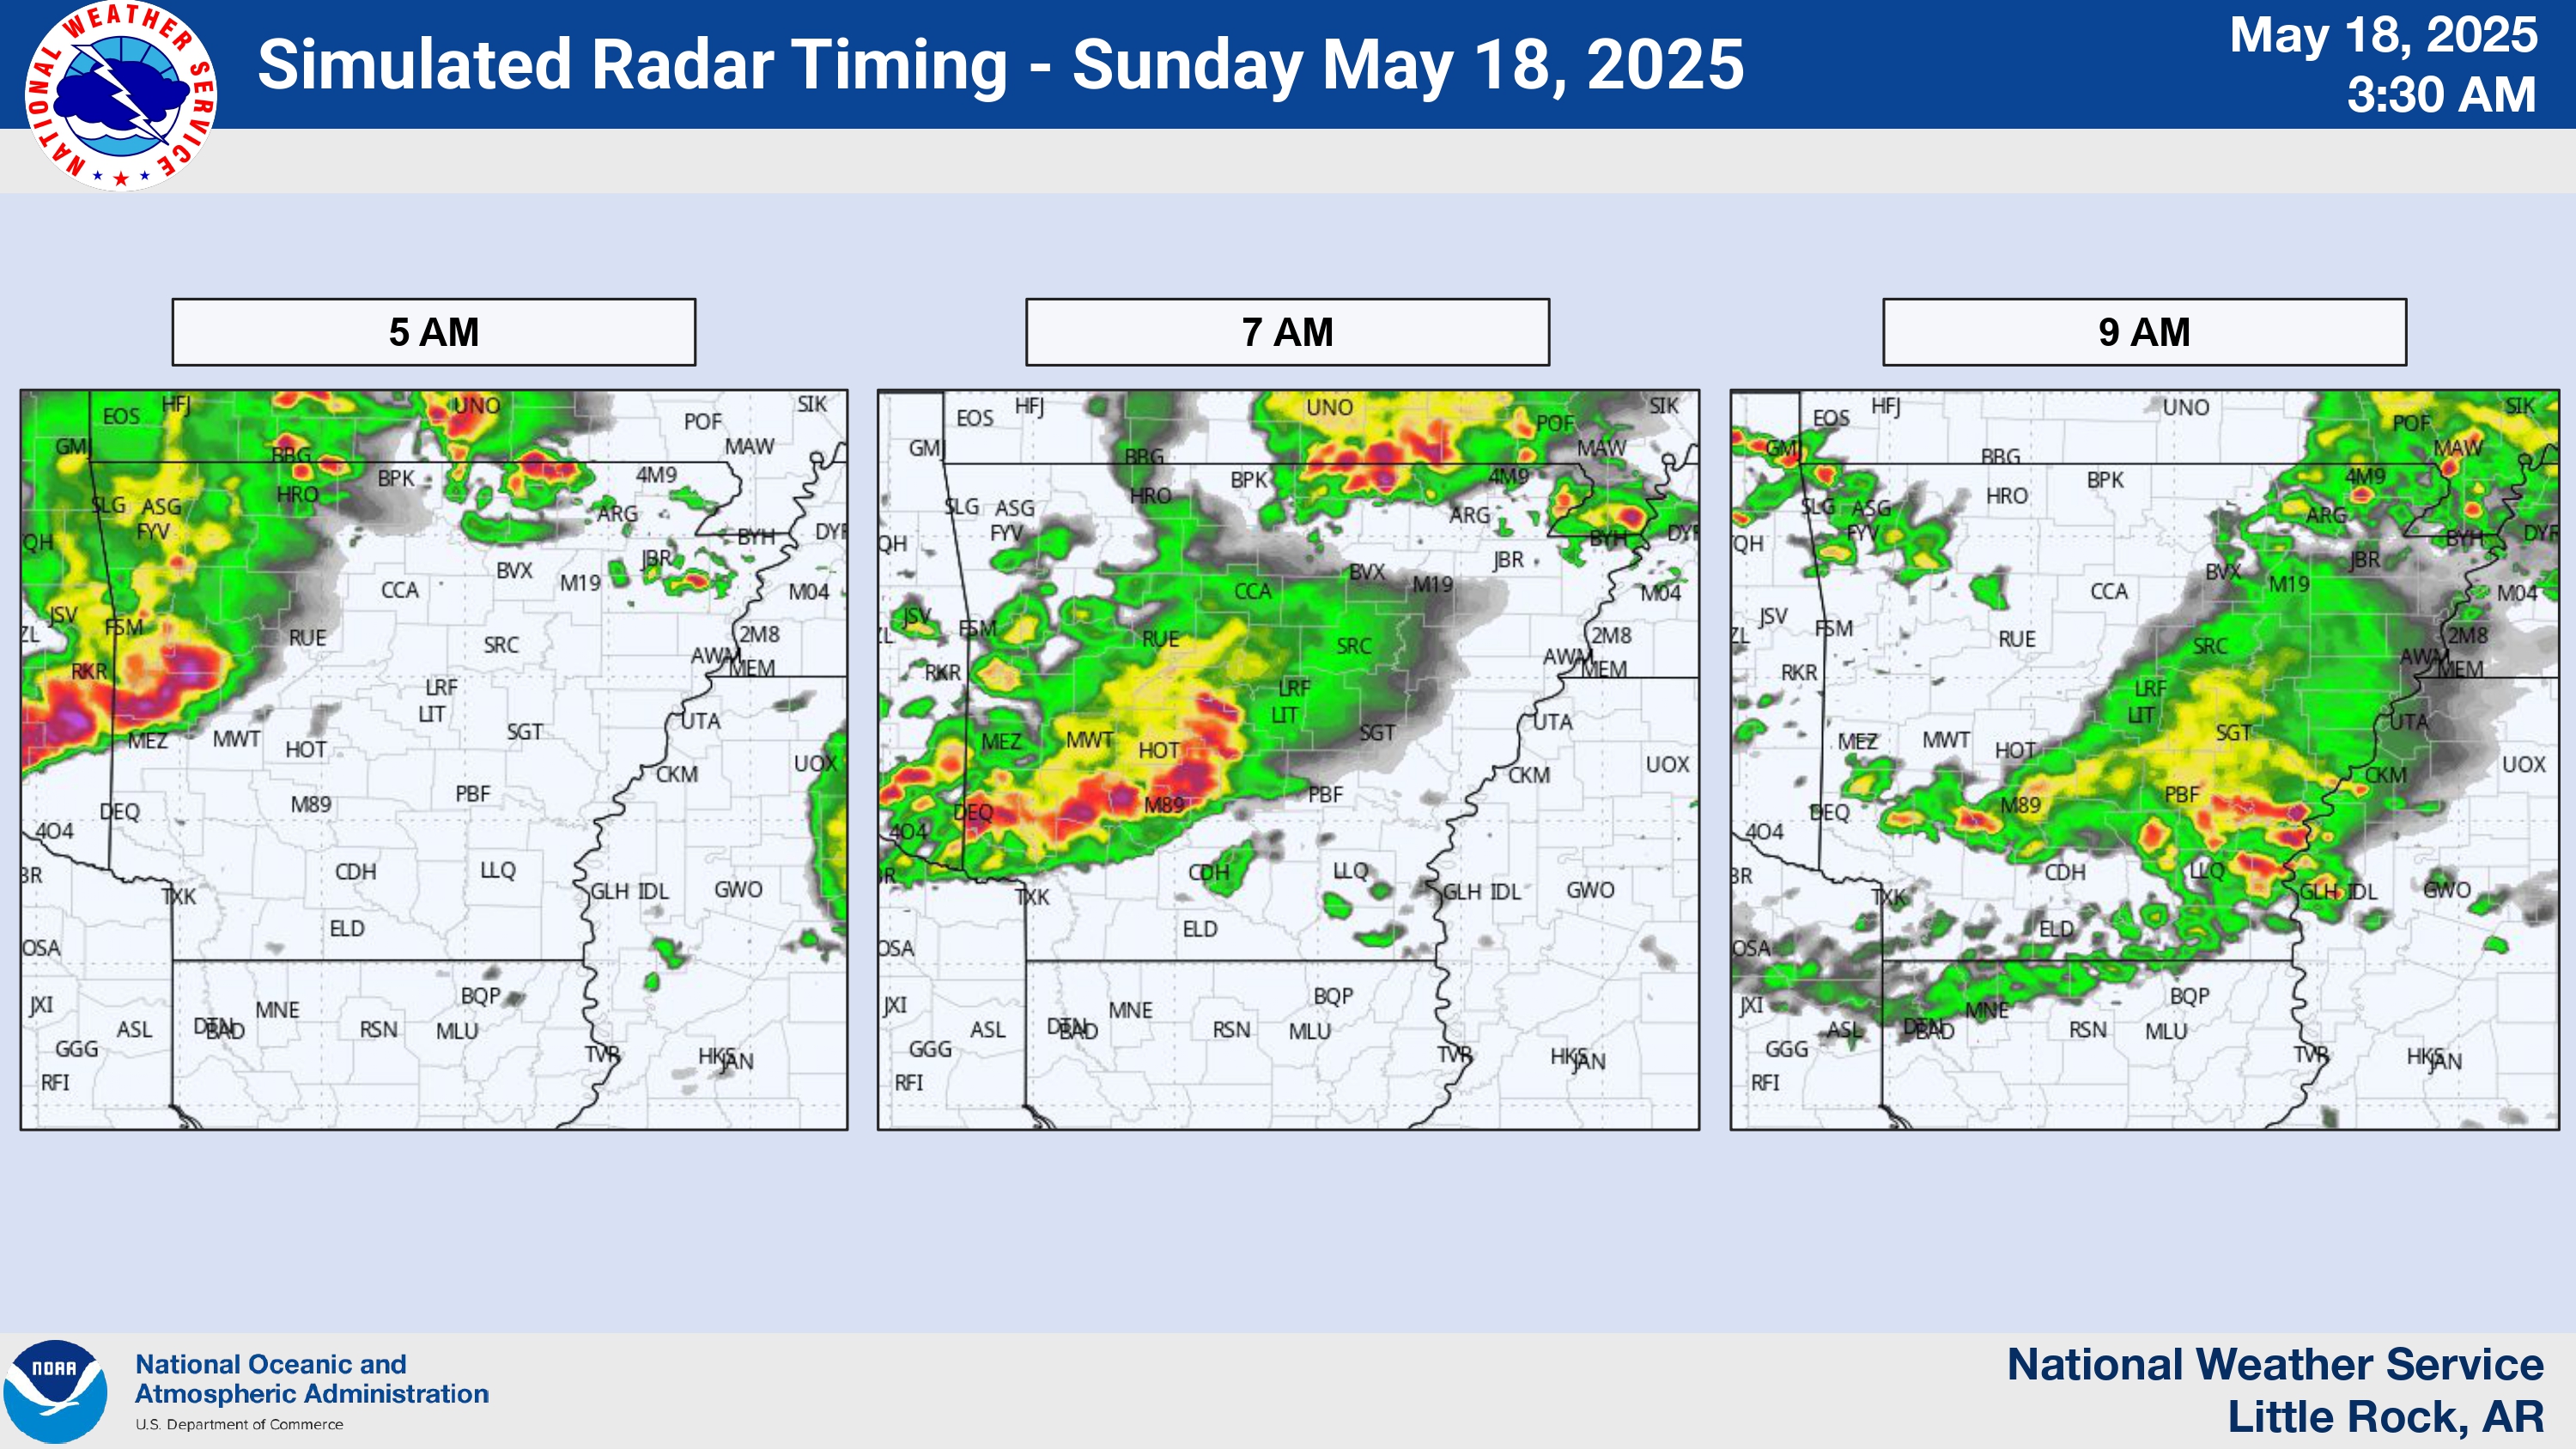 NATIONAL WEATHER SERVICE
Simulated Radar Timing - Sunday May 18, 2025
May 18, 2025
3:30 AM
5 AM
7 AM
9 AM
EOS HFJ UNO POF SIK
GMJ BBG MAW
BPK 4M9
SLG ASG HRO ARG
FYV BYH
QH JBR
CCA BVX M19 M04
JSV
ZL FSM RUE SRC 2M8
RKR AWM MEM
LRF
LIT UTA
MEZ MWT HOT SGT
CKM UOX
DEQ M89 PBF
4O4
BR CDH LLQ
TXK GLH IDL GWO
ELD
OSA
JXI MNE BQP
ASL DTN BAD RSN MLU
GGG TVR HKS JAN
RFI
EOS HFJ UNO POF SIK
GMJ BBG MAW
BPK 4M9
SLG ASG HRO ARG
FYV BYH
QH JBR
CCA BVX M19 M04
JSV
ZL FSM RUE SRC 2M8
RKR AWM MEM
LRF
LIT UTA
MEZ MWT HOT SGT
CKM UOX
DEQ M89 PBF
4O4
CDH LLQ
TXK GLH IDL GWO
ELD
OSA
JXI MNE BQP
ASL DTN BAD RSN MLU
GGG TVR HKS JAN
RFI
EOS HFJ UNO POF SIK
GMJ BBG MAW
BPK 4M9
SLG ASG HRO ARG
FYV BYH
QH JBR
CCA BVX M19 M04
JSV
ZL FSM RUE SRC 2M8
RKR AWM MEM
LRF
LIT UTA
MEZ MWT HOT SGT
CKM UOX
DEQ M89 PBF
4O4
BR CDH LLQ
TXK GLH IDL GWO
ELD
OSA
JXI MNE BQP
ASL DTN BAD RSN MLU
GGG TVR HKS JAN
RFI
NOAA
National Oceanic and
Atmospheric Administration
U.S. Department of Commerce
National Weather Service
Little Rock, AR